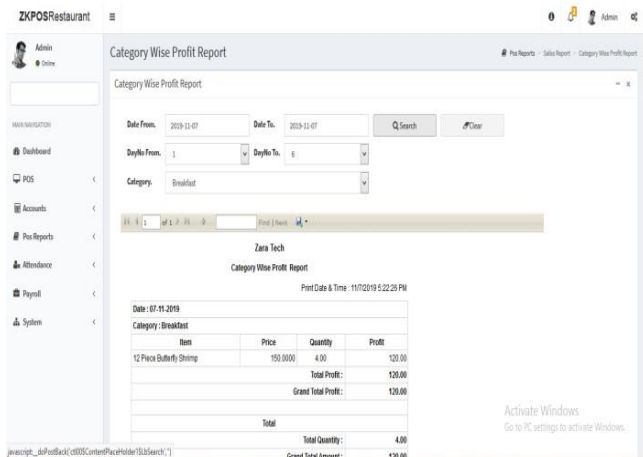 ZKPOSRestaurant
Admin
Admin
Online
Category Wise Profit Report
Pos Reports - Sales Report - Category Wise Profit Report
Category Wise Profit Report
MAIN NAVIGATION
Dashboard
POS
Accounts
Pos Reports
Attendance
Payroll
System
Date From. 2019-11-07 Date To. 2019-11-07 Search Clear
DayNo From. 1 DayNo To. 6
Category. Breakfast
1 of 1 Find | Next
Zara Tech
Category Wise Profit Report
Print Date & Time : 11/7/2019 5:22:26 PM
Date : 07-11-2019
Category : Breakfast
Item Price Quantity Profit
12 Piece Butterfly Shrimp 150.0000 4.00 120.00
Total Profit : 120.00
Grand Total Profit : 120.00
Total
Total Quantity : 4.00
Grand Total Amount : 120.00
Activate Windows
Go to PC settings to activate Windows.